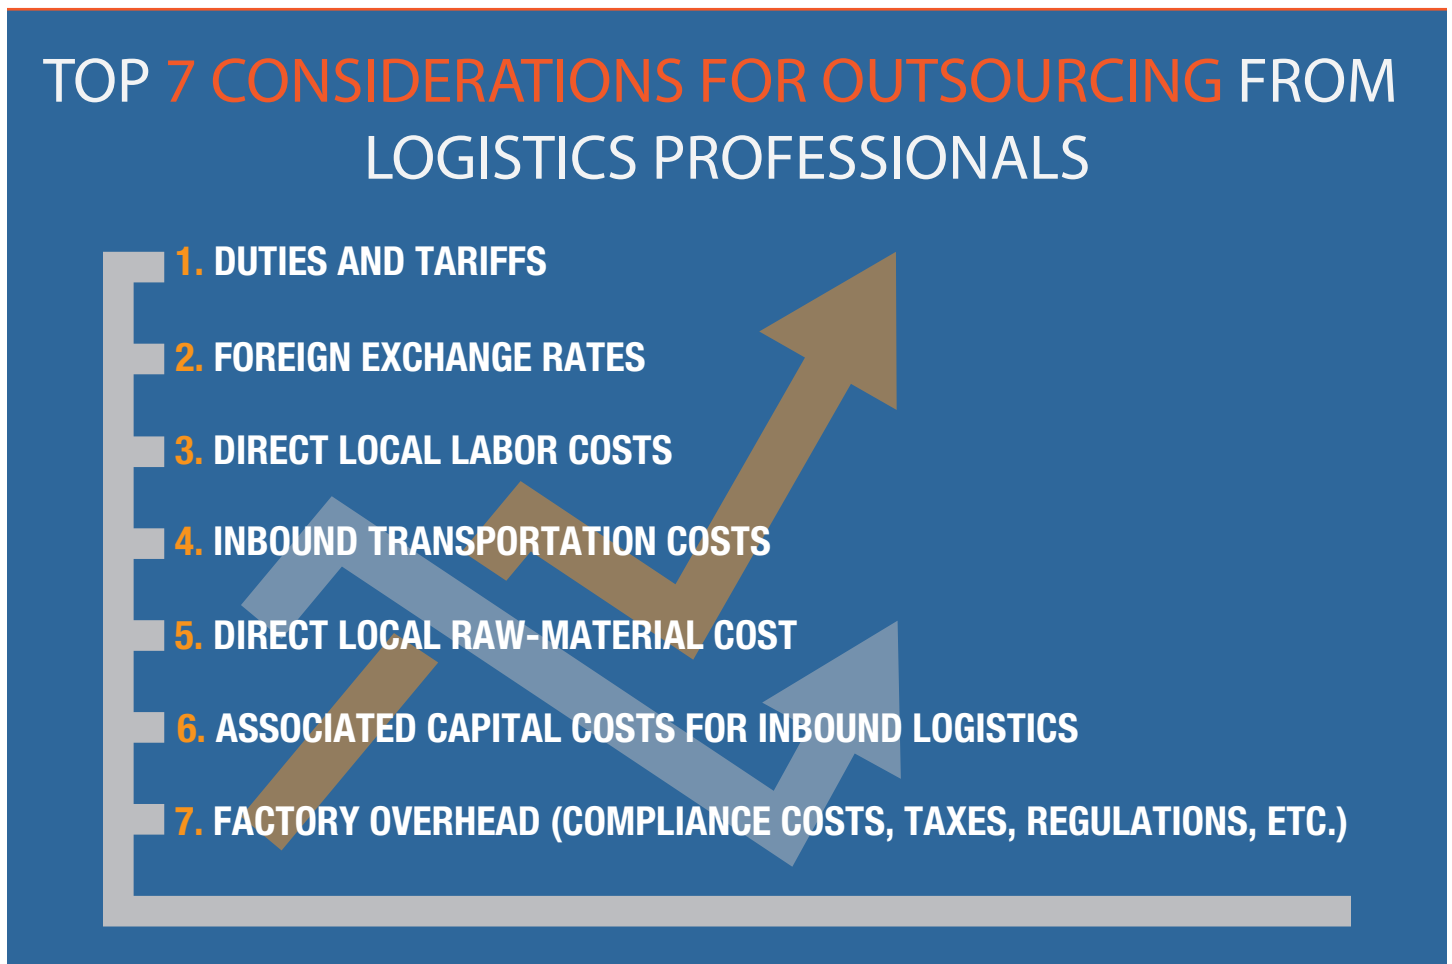 TOP 7 CONSIDERATIONS FOR OUTSOURCING FROM
LOGISTICS PROFESSIONALS
1. DUTIES AND TARIFFS
2. FOREIGN EXCHANGE RATES
3. DIRECT LOCAL LABOR COSTS
4. INBOUND TRANSPORTATION COSTS
5. DIRECT LOCAL RAW-MATERIAL COST
6. ASSOCIATED CAPITAL COSTS FOR INBOUND LOGISTICS
7. FACTORY OVERHEAD (COMPLIANCE COSTS, TAXES, REGULATIONS, ETC.)